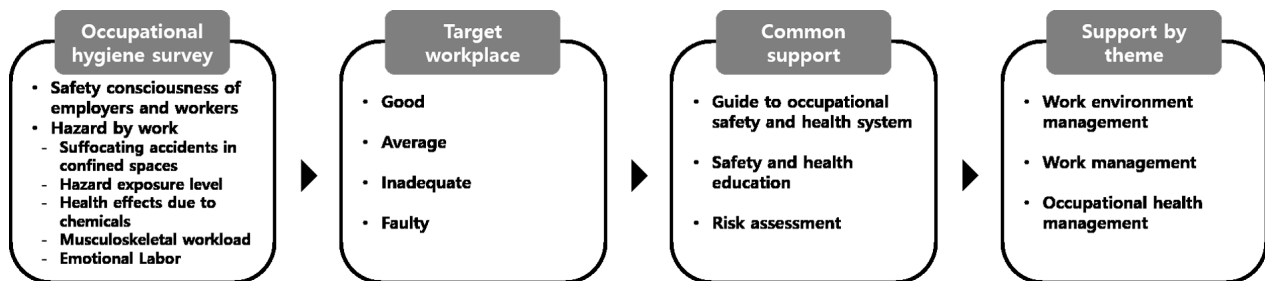 Occupational
hygiene survey
• Safety consciousness of
employers and workers
• Hazard by work
- Suffocating accidents in
confined spaces
- Hazard exposure level
- Health effects due to
chemicals
- Musculoskeletal workload
- Emotional Labor
Target
workplace
• Good
• Average
• Inadequate
• Faulty
Common
support
• Guide to occupational
safety and health system
• Safety and health
education
• Risk assessment
Support by
theme
• Work environment
management
• Work management
• Occupational health
management